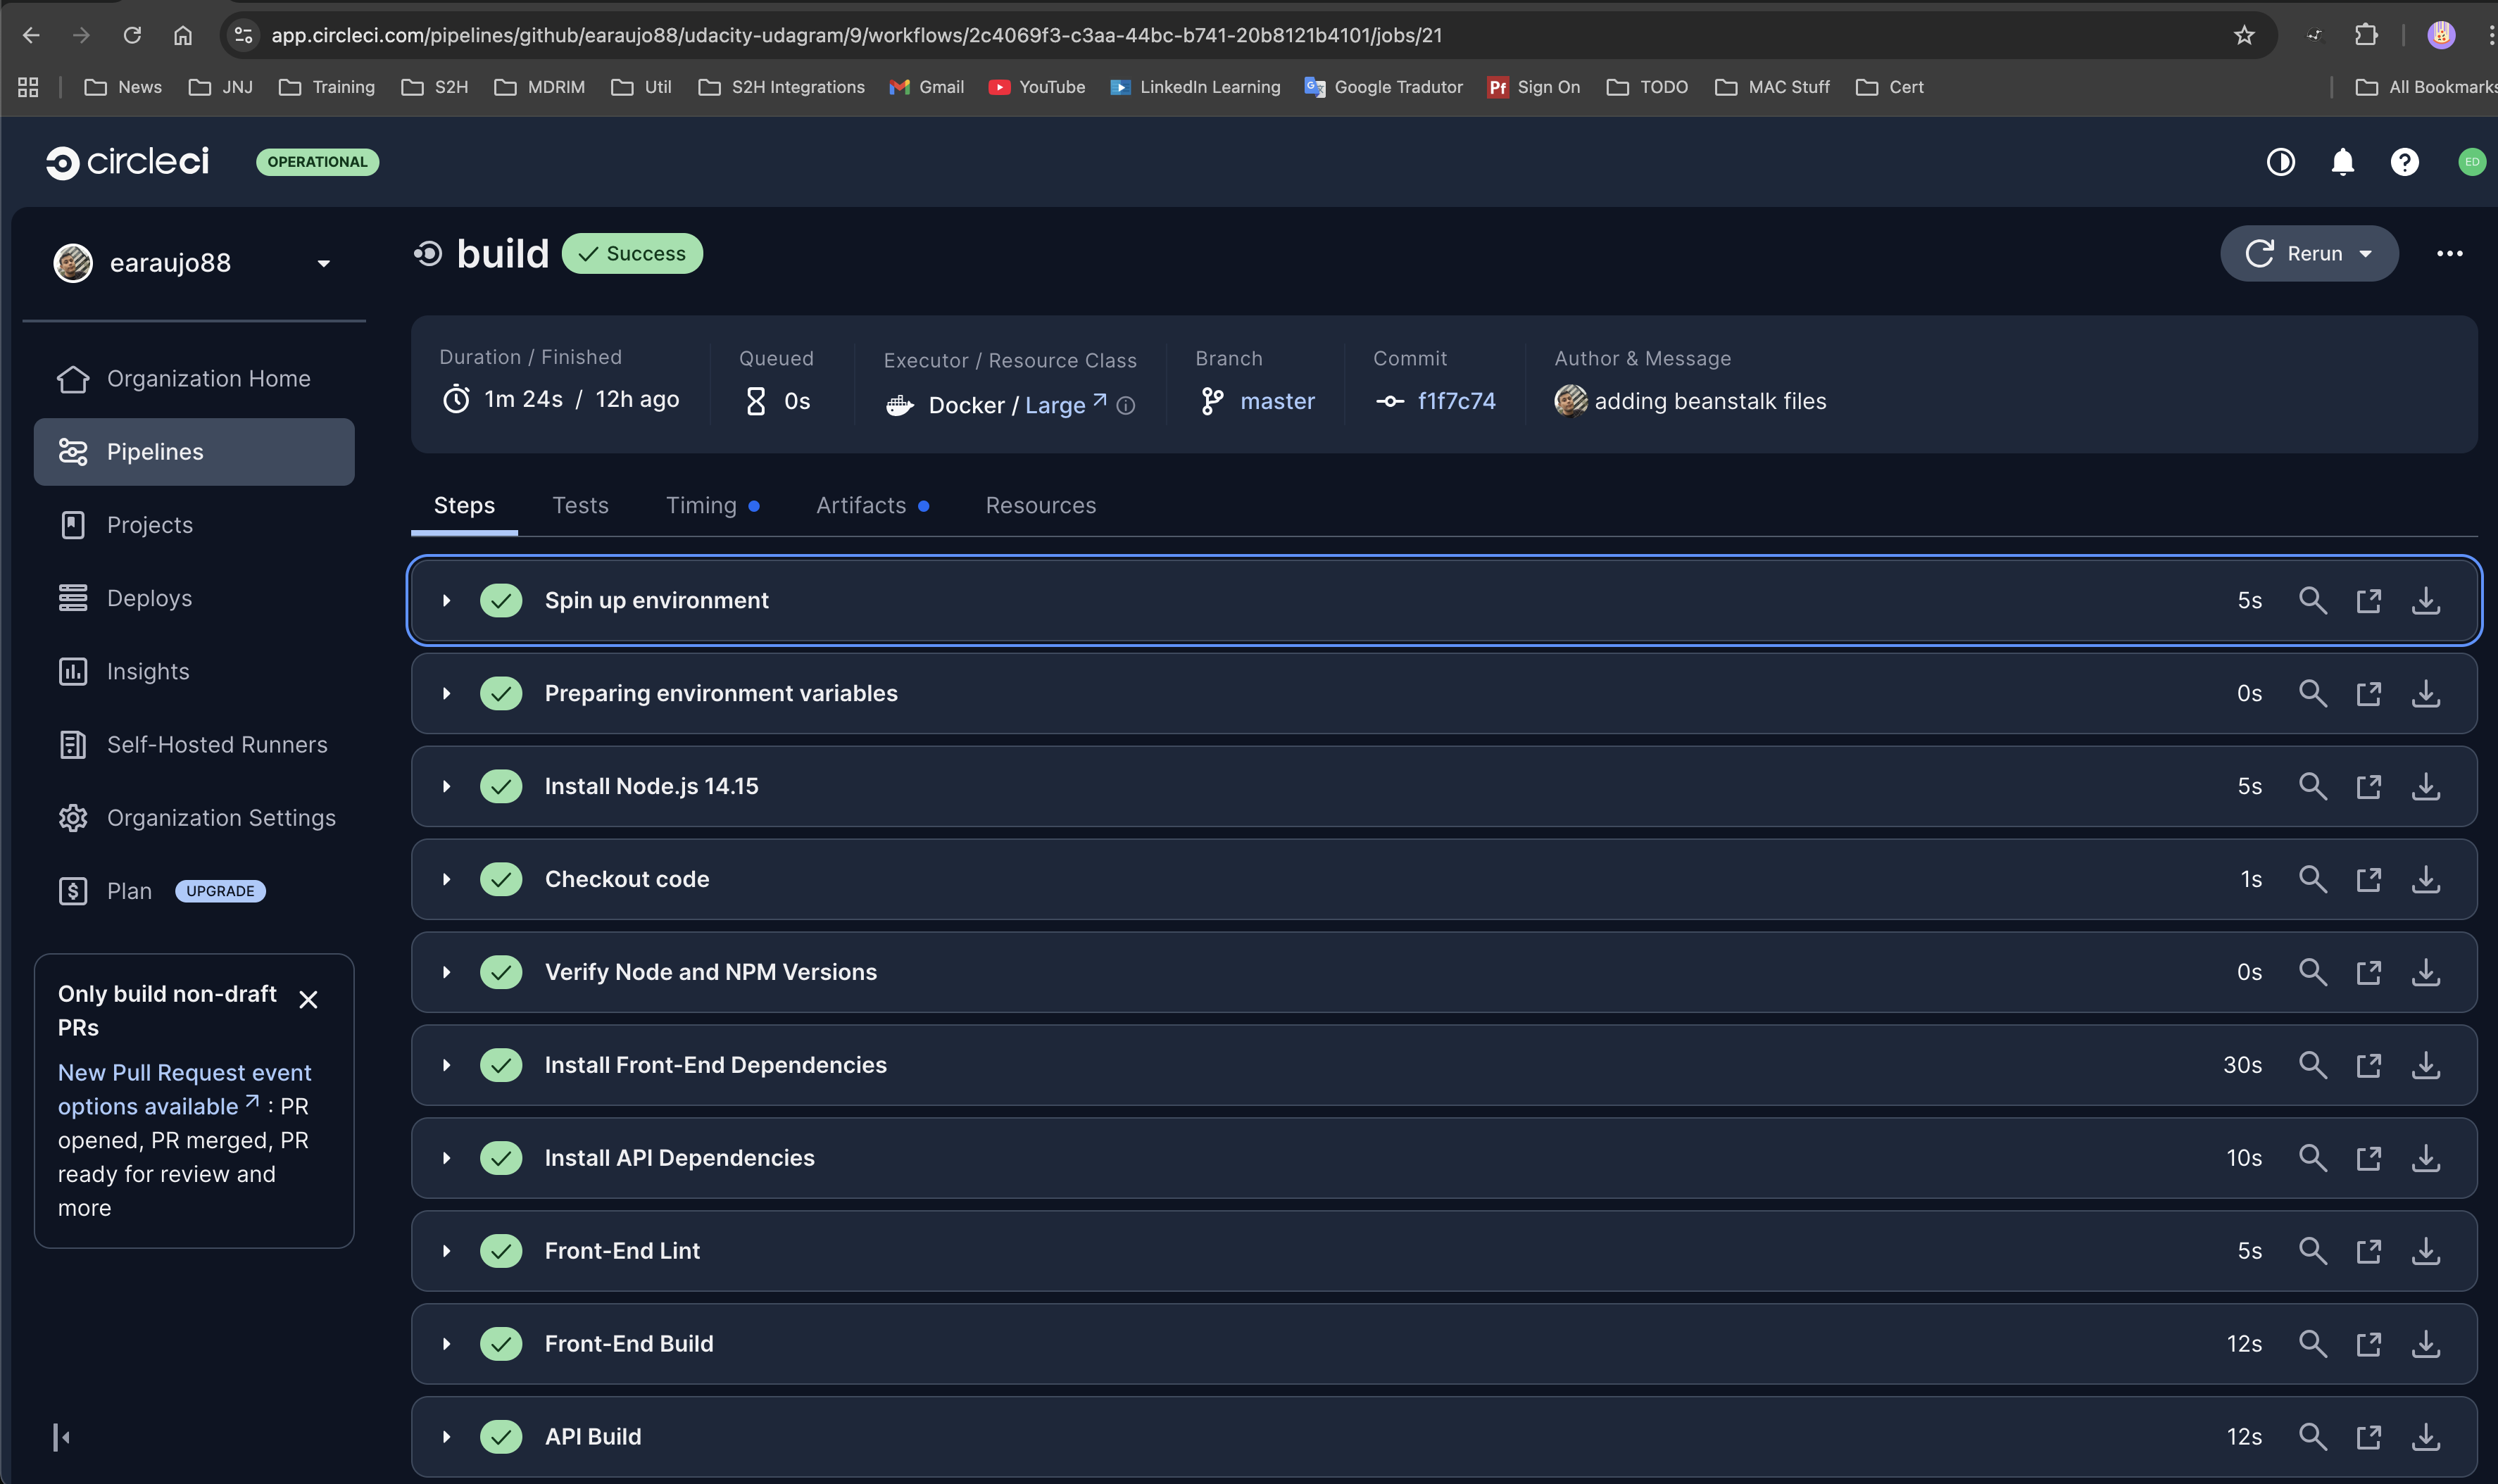 app.circleci.com/pipelines/github/earaujo88/udacity-udagram/9/workflows/2c4069f3-c3aa-44bc-b741-20b8121b4101/jobs/21
News JNJ Training S2H MDRIM Util S2H Integrations Gmail YouTube LinkedIn Learning Google Tradutor Pf Sign On TODO MAC Stuff Cert All Bookmarks
circleci OPERATIONAL ED
earaujo88
Organization Home
Pipelines
Projects
Deploys
Insights
Self-Hosted Runners
Organization Settings
Plan UPGRADE
Only build non-draft
PRs
New Pull Request event
options available : PR
opened, PR merged, PR
ready for review and
more
build Success Rerun
Duration / Finished
1m 24s / 12h ago
Queued
0s
Executor / Resource Class
Docker / Large
Branch
master
Commit
f1f7c74
Author & Message
adding beanstalk files
Steps Tests Timing Artifacts Resources
Spin up environment 5s
Preparing environment variables 0s
Install Node.js 14.15 5s
Checkout code 1s
Verify Node and NPM Versions 0s
Install Front-End Dependencies 30s
Install API Dependencies 10s
Front-End Lint 5s
Front-End Build 12s
API Build 12s